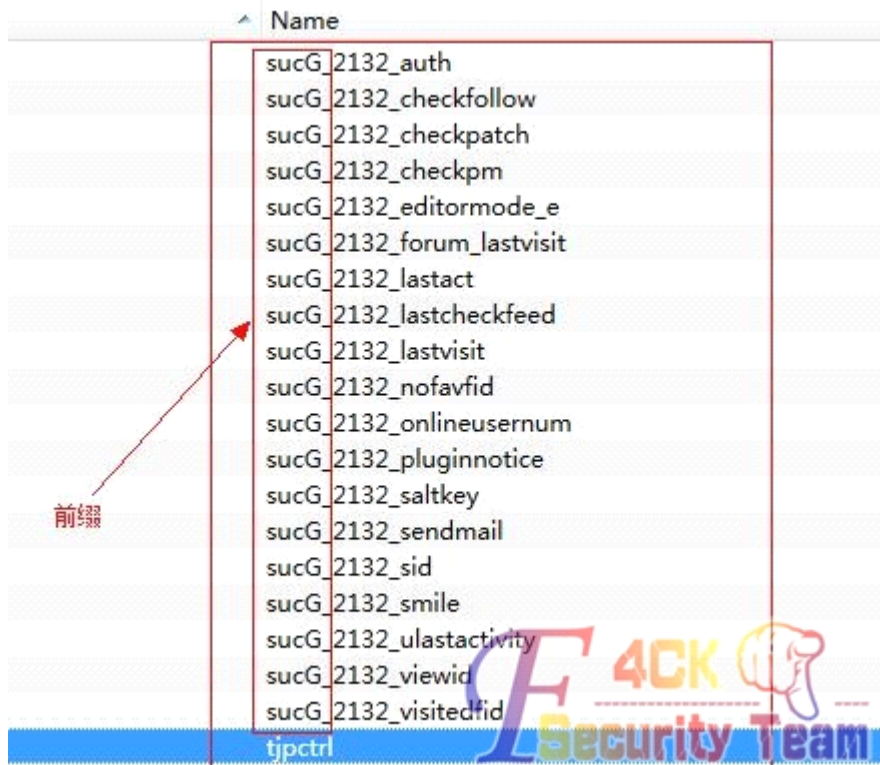 Name
sucG_2132_auth
sucG_2132_checkfollow
sucG_2132_checkpatch
sucG_2132_checkpm
sucG_2132_editormode_e
sucG_2132_forum_lastvisit
sucG_2132_lastact
sucG_2132_lastcheckfeed
sucG_2132_lastvisit
sucG_2132_nofavfid
sucG_2132_onlineusernum
sucG_2132_pluginnotice
sucG_2132_saltkey
前缀
sucG_2132_sendmail
sucG_2132_sid
sucG_2132_smile
sucG_2132_ulastactivity
sucG_2132_viewid
sucG_2132_visitedfid
tjpctrl
F4CK
Security Team